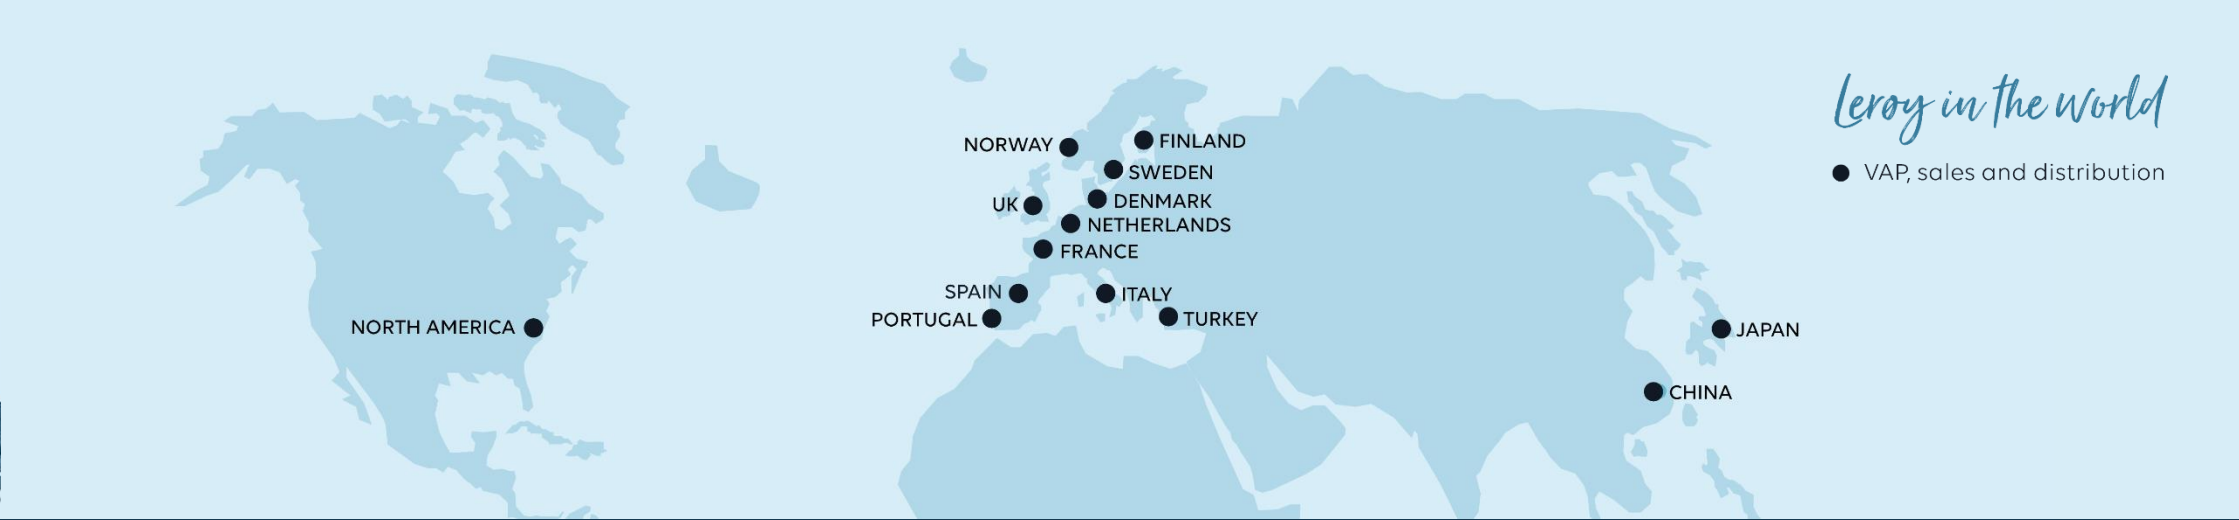 Lerøy in the world
VAP, sales and distribution
NORWAY
FINLAND
SWEDEN
UK
DENMARK
NETHERLANDS
FRANCE
SPAIN
ITALY
PORTUGAL
TURKEY
NORTH AMERICA
JAPAN
CHINA